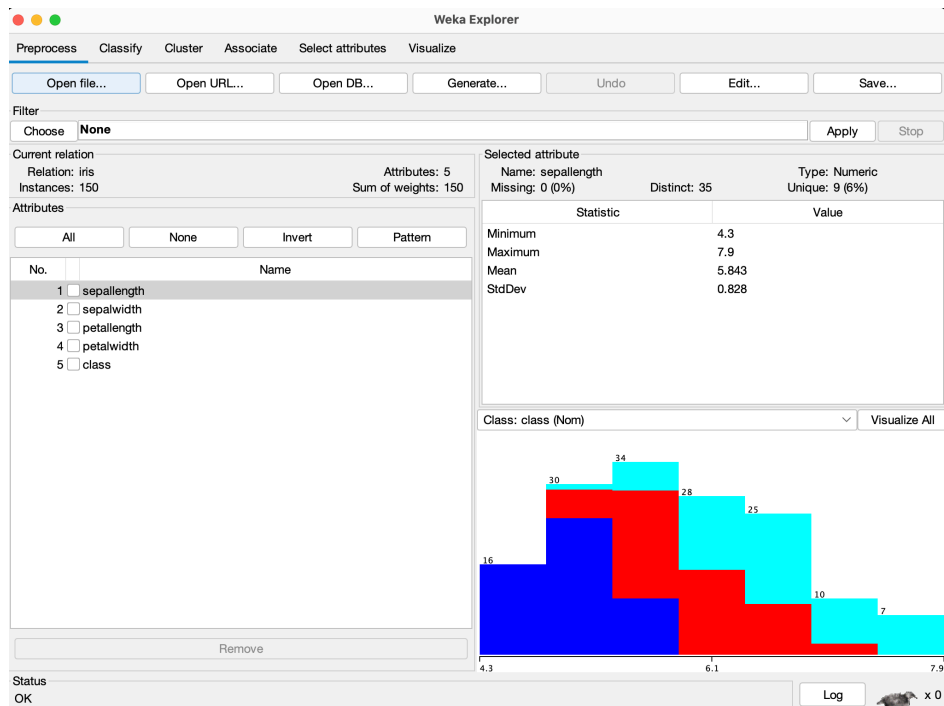 Weka Explorer
Preprocess Classify Cluster Associate Select attributes Visualize
Open file... Open URL... Open DB... Generate... Undo Edit... Save...
Filter
Choose None Apply Stop
Current relation
Relation: iris Attributes: 5
Instances: 150 Sum of weights: 150
Attributes
All None Invert Pattern
No. Name
1 sepallength
2 sepalwidth
3 petallength
4 petalwidth
5 class
Remove
Selected attribute
Name: sepallength Type: Numeric
Missing: 0 (0%) Distinct: 35 Unique: 9 (6%)
Statistic Value
Minimum 4.3
Maximum 7.9
Mean 5.843
StdDev 0.828
Class: class (Nom) Visualize All
16 30 34 28 25 10 7
4.3 6.1 7.9
Status
OK Log x 0